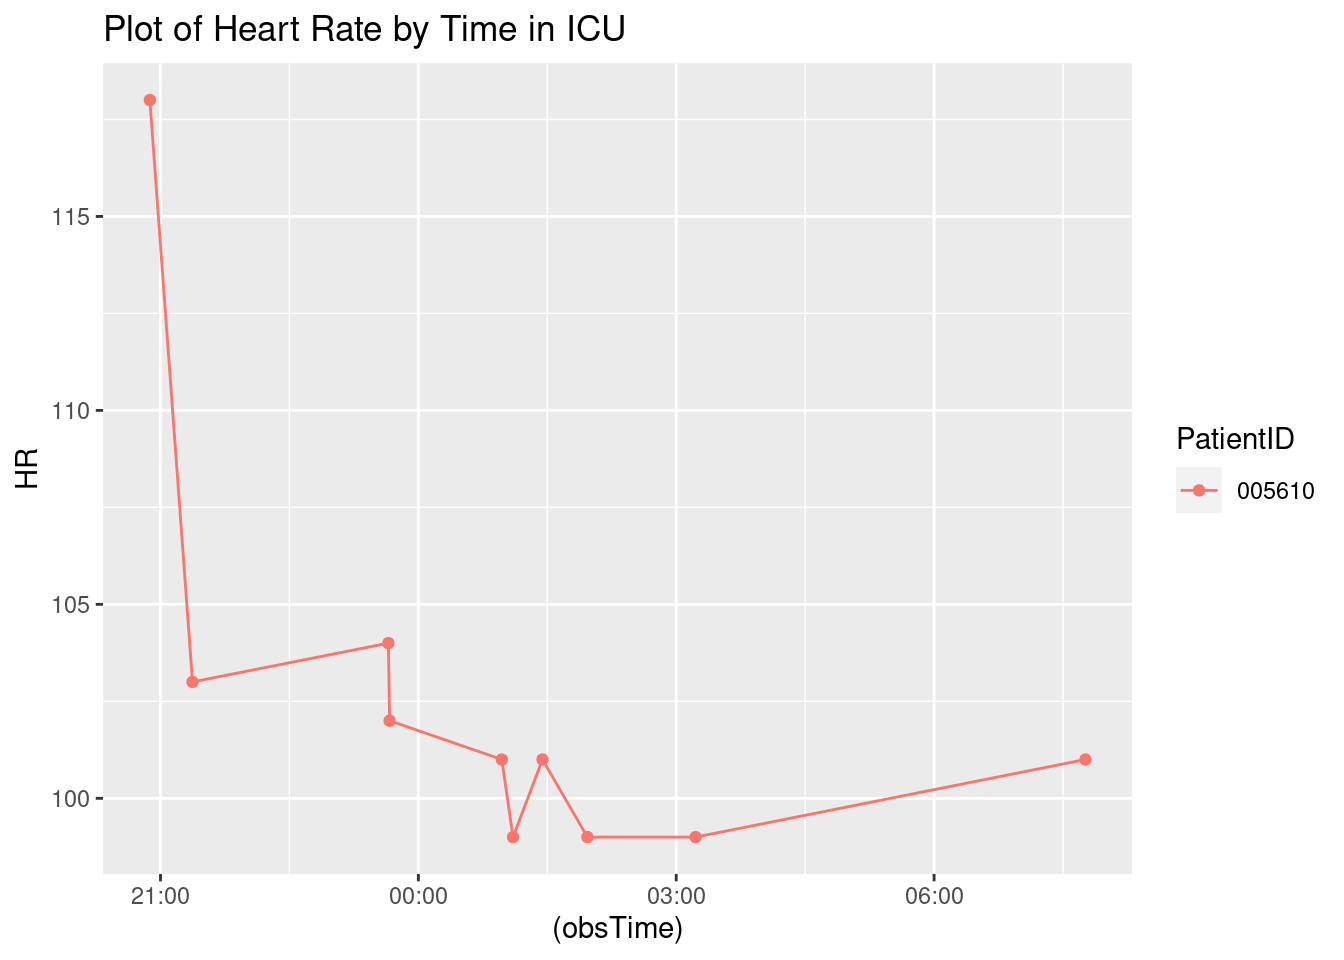 Plot of Heart Rate by Time in ICU
HR
115
110
105
100
21:00 00:00 03:00 06:00
(obsTime)
PatientID
005610